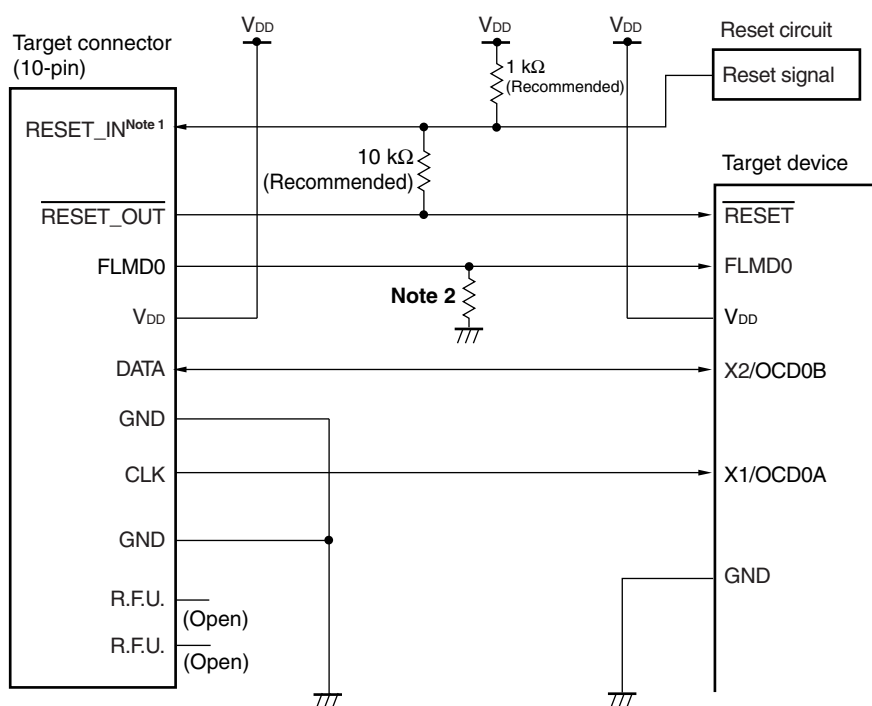 VDD
VDD
VDD
Reset circuit
Reset signal
Target connector
(10-pin)
1 kΩ
(Recommended)
RESET_IN Note 1
10 kΩ
(Recommended)
Target device
RESET_OUT
RESET
FLMD0
FLMD0
Note 2
VDD
VDD
DATA
X2/OCD0B
GND
CLK
X1/OCD0A
GND
GND
R.F.U.
(Open)
R.F.U.
(Open)